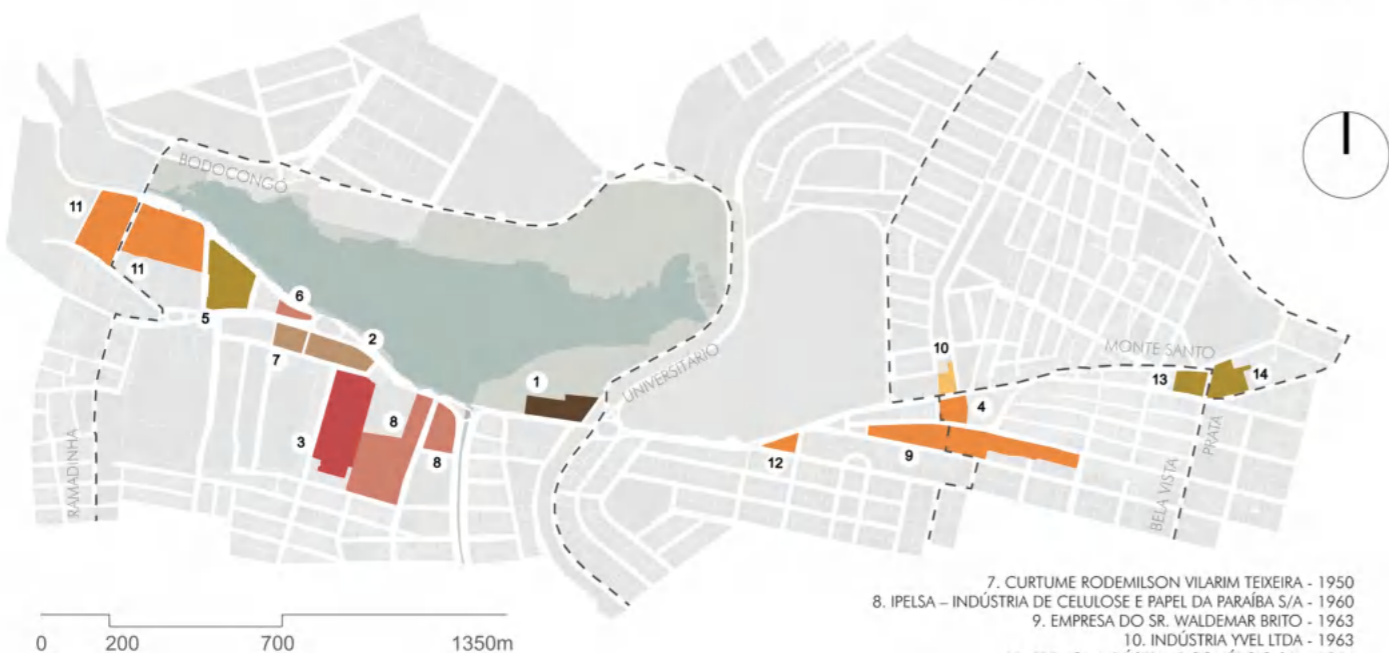 BODOCONGO
11
11
5
6
7
2
3
8
8
1
UNIVERSITÁRIO
RAMADINHA
12
10
4
9
MONTE SANTO
13
14
PRATA
BELA VISTA
0 200 700 1350m
7. CURTUME RODEMILSON VILARIM TEIXEIRA - 1950
8. IPELSA – INDÚSTRIA DE CELULOSE E PAPEL DA PARAÍBA S/A - 1960
9. EMPRESA DO SR. WALDEMAR BRITO - 1963
10. INDÚSTRIA YVEL LTDA - 1963